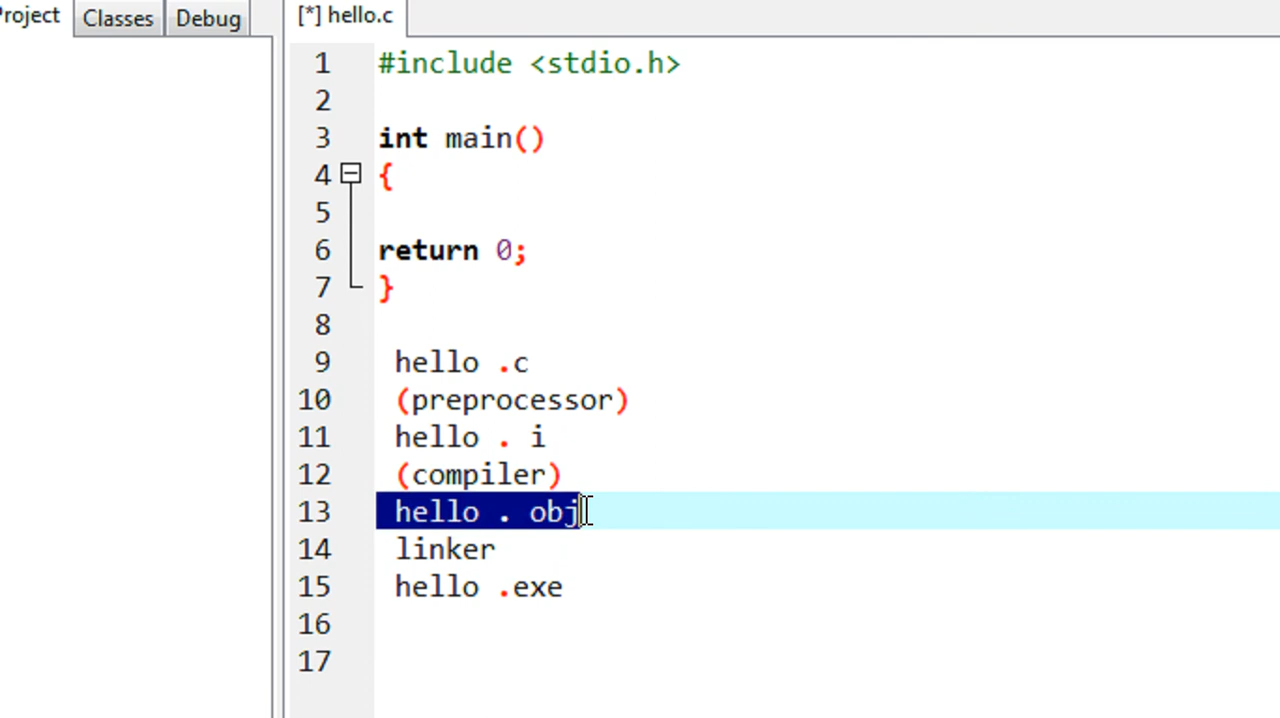 Project Classes Debug [*] hello.c
1 #include <stdio.h>
2
3 int main()
4 {
5
6 return 0;
7 }
8
9 hello .c
10 (preprocessor)
11 hello . i
12 (compiler)
13 hello . obj
14 linker
15 hello .exe
16
17